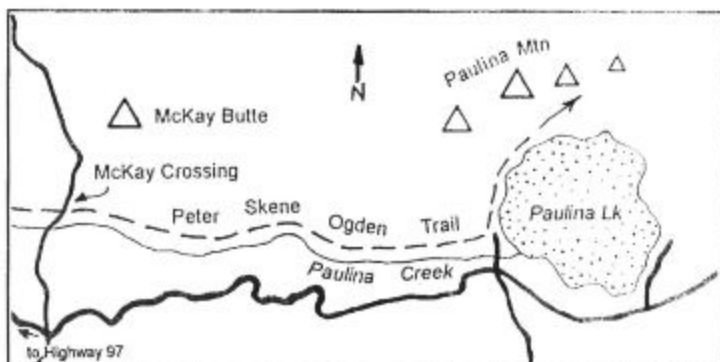 Paulina Mtn
N
McKay Butte
McKay Crossing
Peter Skene Ogden Trail
Paulina Lk
Paulina Creek
to Highway 97